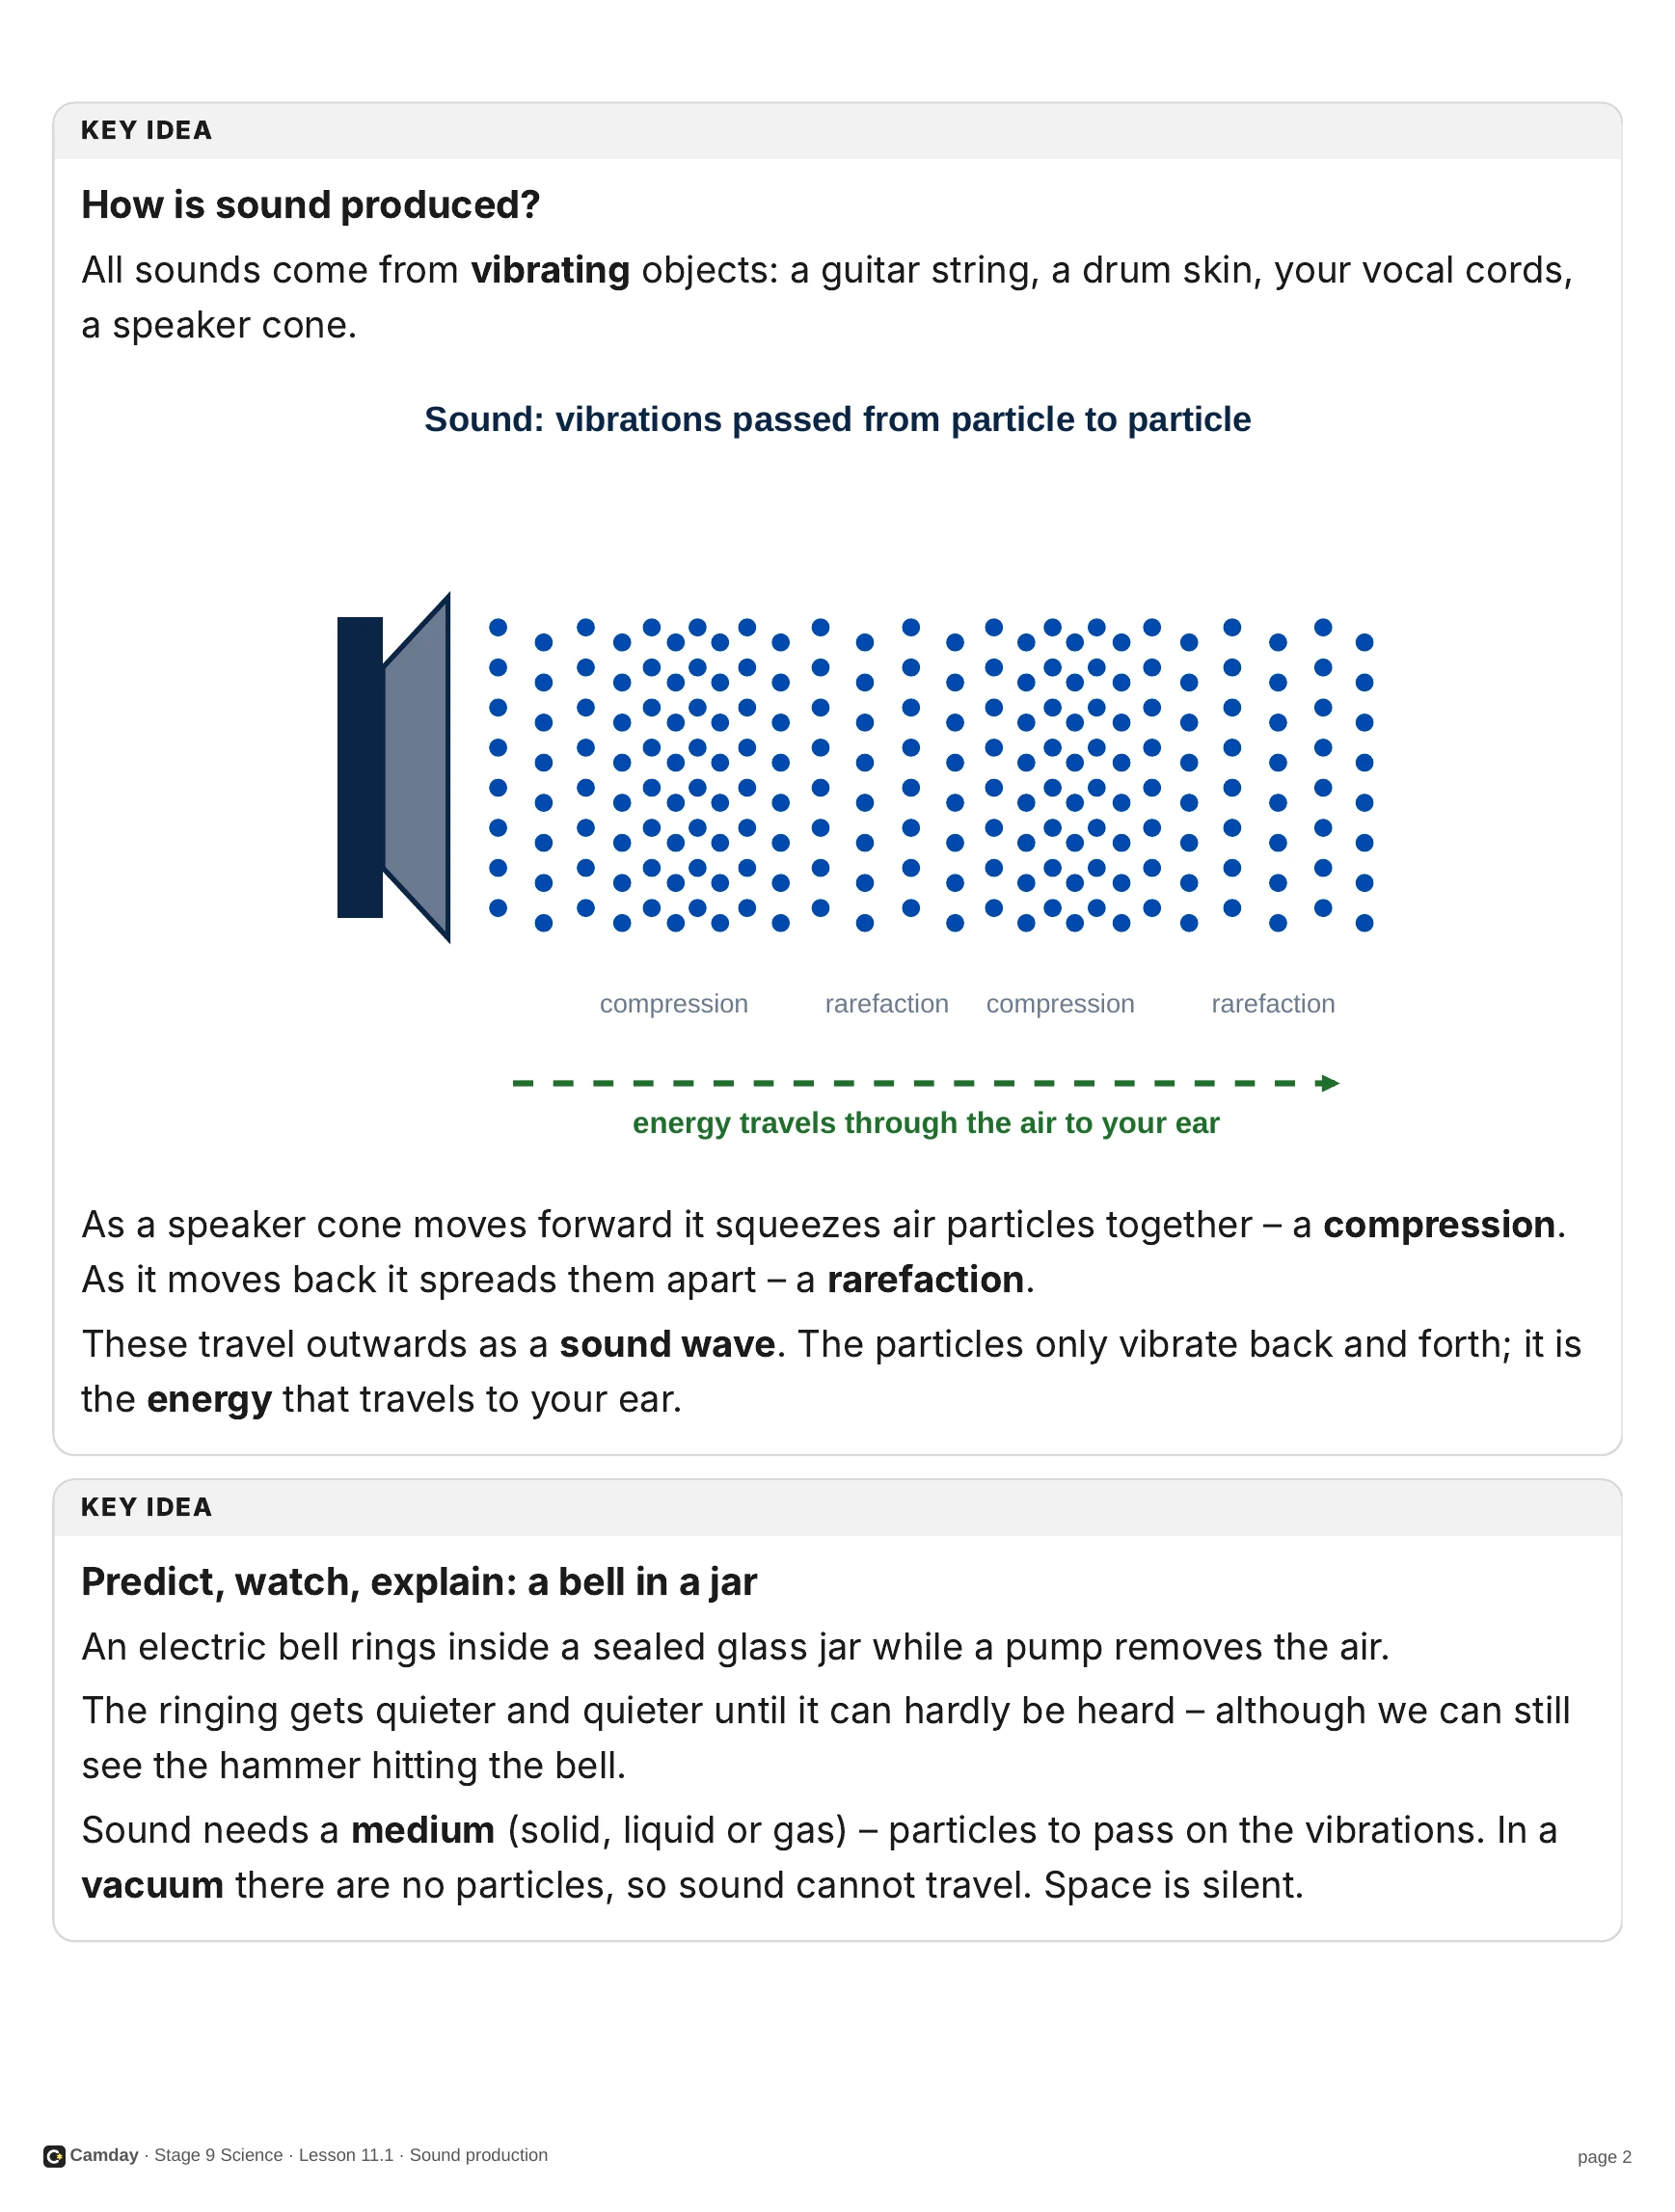 KEY IDEA
How is sound produced?
All sounds come from vibrating objects: a guitar string, a drum skin, your vocal cords,
a speaker cone.
Sound: vibrations passed from particle to particle
compression rarefaction compression rarefaction
energy travels through the air to your ear
As a speaker cone moves forward it squeezes air particles together – a compression.
As it moves back it spreads them apart – a rarefaction.
These travel outwards as a sound wave. The particles only vibrate back and forth; it is
the energy that travels to your ear.
KEY IDEA
Predict, watch, explain: a bell in a jar
An electric bell rings inside a sealed glass jar while a pump removes the air.
The ringing gets quieter and quieter until it can hardly be heard – although we can still
see the hammer hitting the bell.
Sound needs a medium (solid, liquid or gas) – particles to pass on the vibrations. In a
vacuum there are no particles, so sound cannot travel. Space is silent.
Camday · Stage 9 Science · Lesson 11.1 · Sound production
page 2